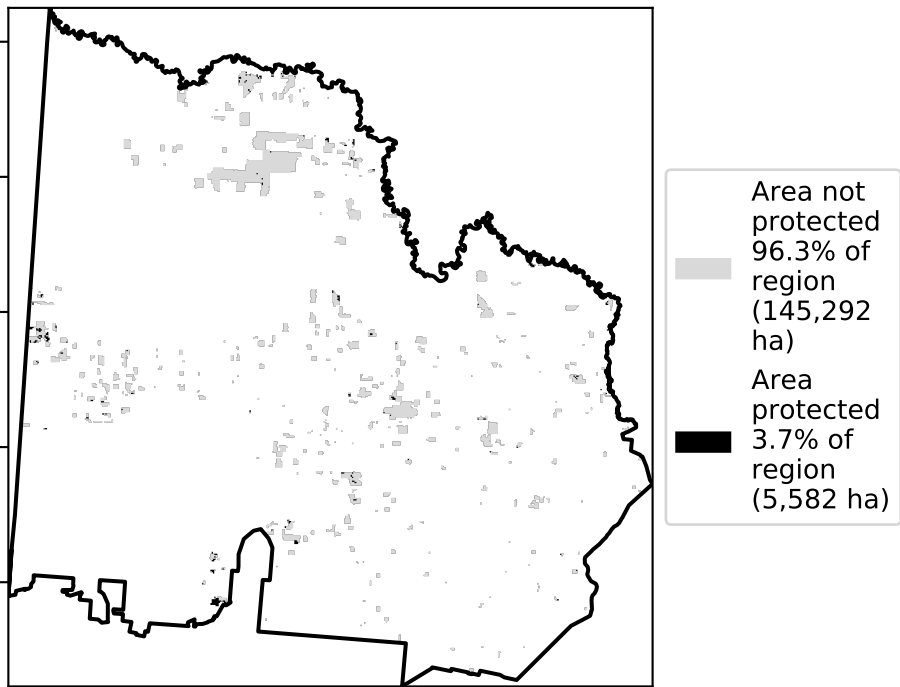 Area not
protected
96.3% of
region
(145,292
ha)
Area
protected
3.7% of
region
(5,582 ha)